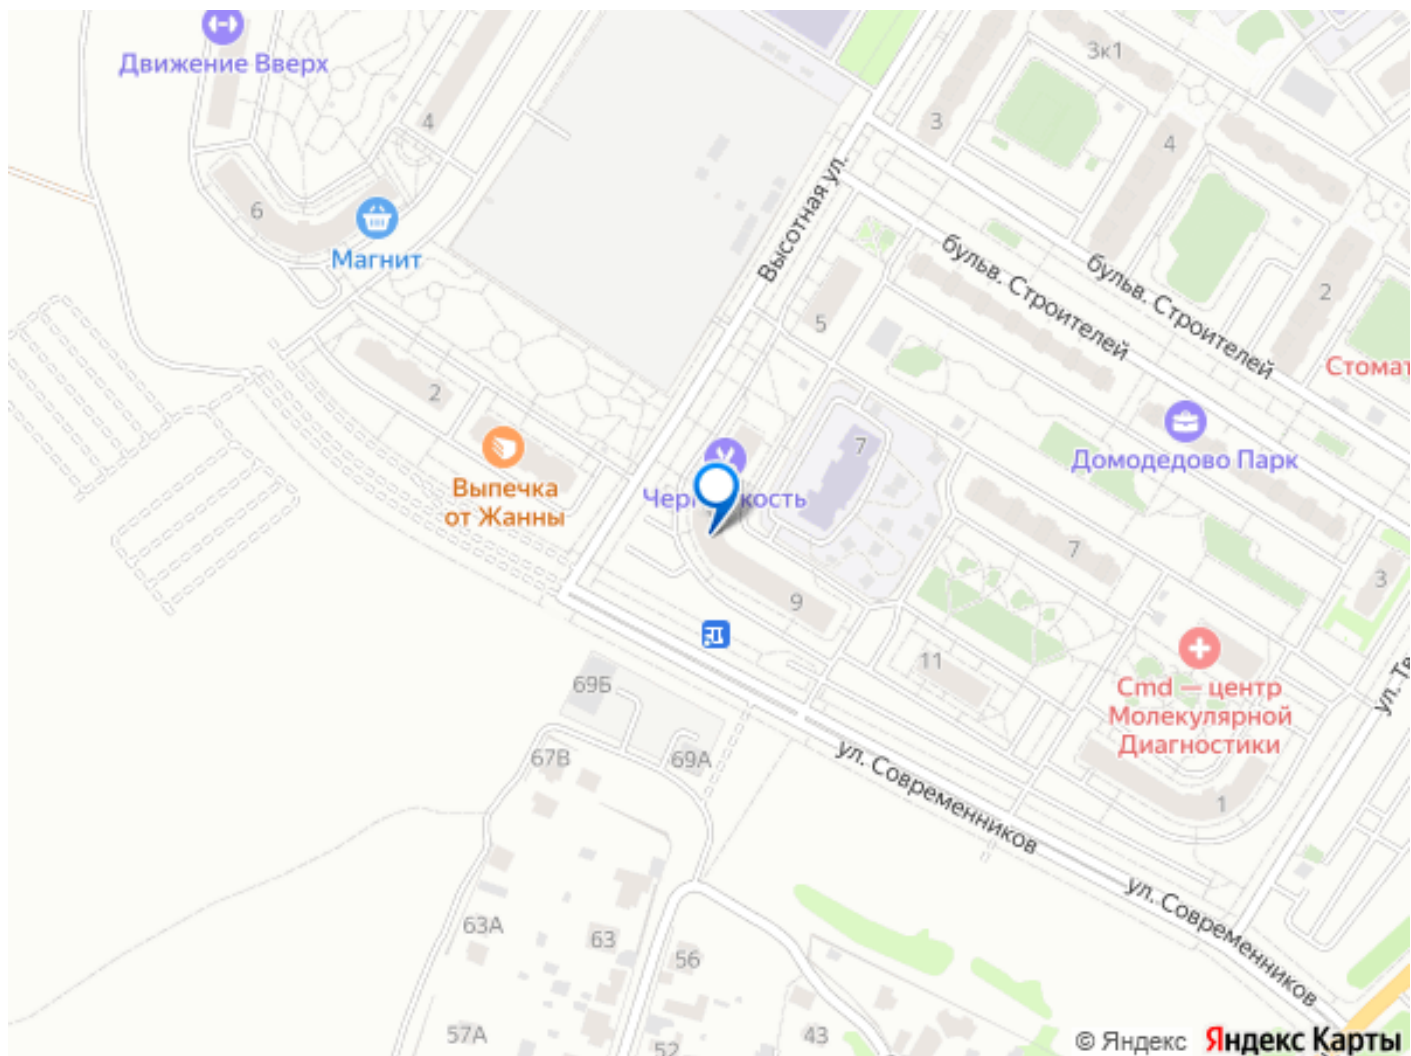 Движение Вверх
3к1
3
4
4
Высотная ул.
6
Магнит
бульв. Строителей
бульв. Строителей
2
5
Стомат
2
7
Домодедово Парк
Выпечка
от Жанны
7
3
9
11
Cmd — центр
Молекулярной
Диагностики
69Б
67В
69А
ул. Современников
1
ул. Современников
63А
63
56
57А
52
43
© Яндекс
Яндекс Карты